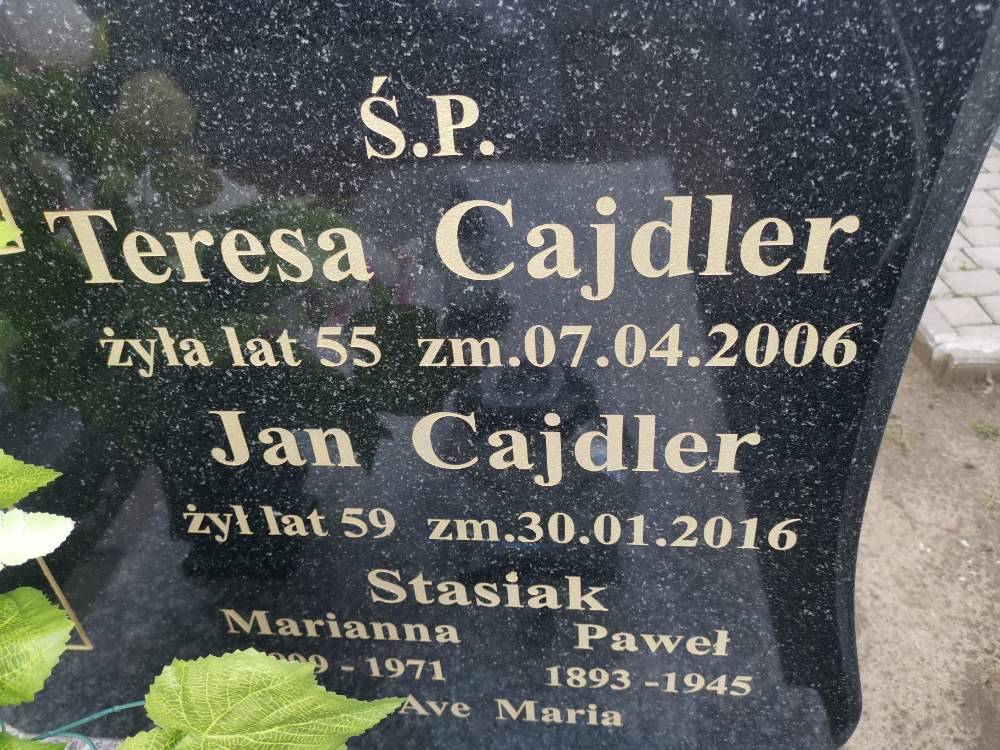 Ś.P.
Teresa Cajdler
żyła lat 55 zm.07.04.2006
Jan Cajdler
żył lat 59 zm.30.01.2016
Stasiak
Marianna Paweł
- 1971 1893 -1945
Ave Maria